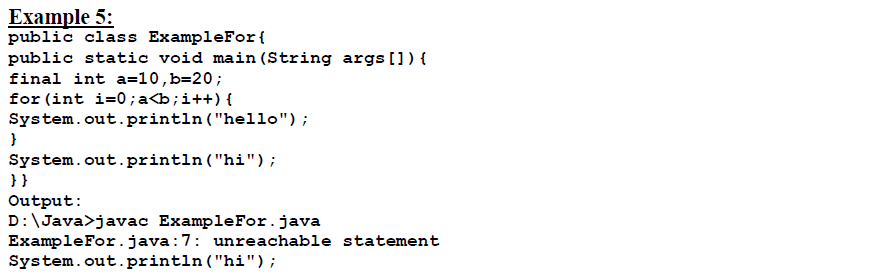 Example 5:
public class ExampleFor{
public static void main(String args[]){
final int a=10,b=20;
for(int i=0;a<b;i++){
System.out.println("hello");
}
System.out.println("hi");
}}
Output:
D:\Java>javac ExampleFor.java
ExampleFor.java:7: unreachable statement
System.out.println("hi");